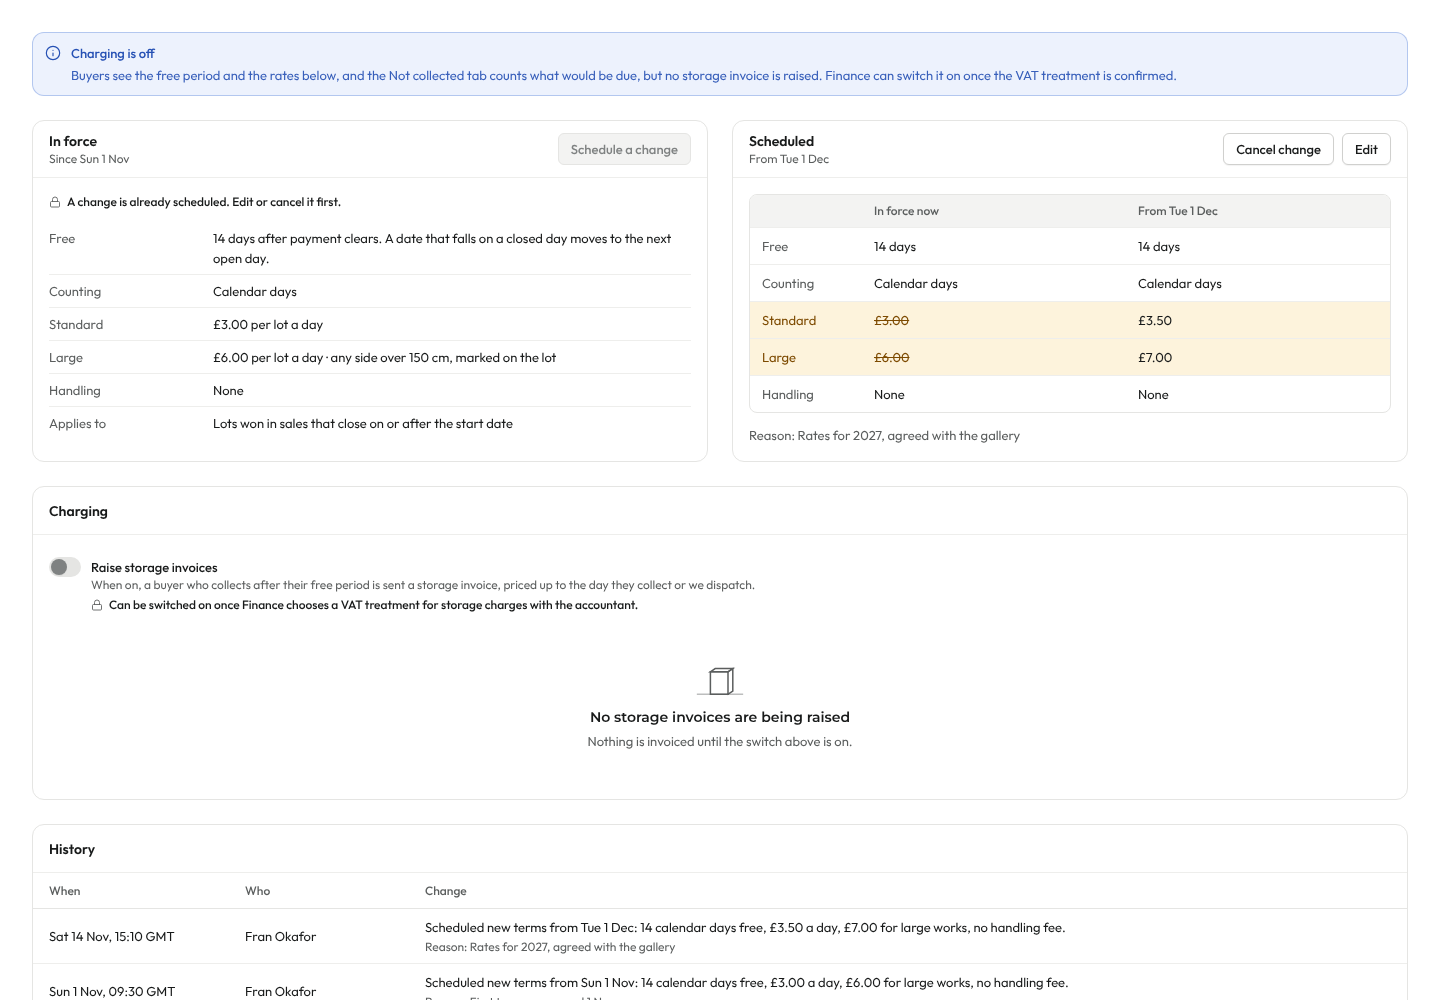 Charging is off
Buyers see the free period and the rates below, and the Not collected tab counts what would be due, but no storage invoice is raised. Finance can switch it on once the VAT treatment is confirmed.
In force
Since Sun 1 Nov
Schedule a change
A change is already scheduled. Edit or cancel it first.
Free
14 days after payment clears. A date that falls on a closed day moves to the next
open day.
Counting
Calendar days
Standard
£3.00 per lot a day
Large
£6.00 per lot a day · any side over 150 cm, marked on the lot
Handling
None
Applies to
Lots won in sales that close on or after the start date
Scheduled
From Tue 1 Dec
Cancel change
Edit
In force now
From Tue 1 Dec
Free
14 days
14 days
Counting
Calendar days
Calendar days
Standard
£3.00
£3.50
Large
£6.00
£7.00
Handling
None
None
Reason: Rates for 2027, agreed with the gallery
Charging
Raise storage invoices
When on, a buyer who collects after their free period is sent a storage invoice, priced up to the day they collect or we dispatch.
Can be switched on once Finance chooses a VAT treatment for storage charges with the accountant.
No storage invoices are being raised
Nothing is invoiced until the switch above is on.
History
When
Who
Change
Sat 14 Nov, 15:10 GMT
Fran Okafor
Scheduled new terms from Tue 1 Dec: 14 calendar days free, £3.50 a day, £7.00 for large works, no handling fee.
Reason: Rates for 2027, agreed with the gallery
Sun 1 Nov, 09:30 GMT
Fran Okafor
Scheduled new terms from Sun 1 Nov: 14 calendar days free, £3.00 a day, £6.00 for large works, no handling fee.